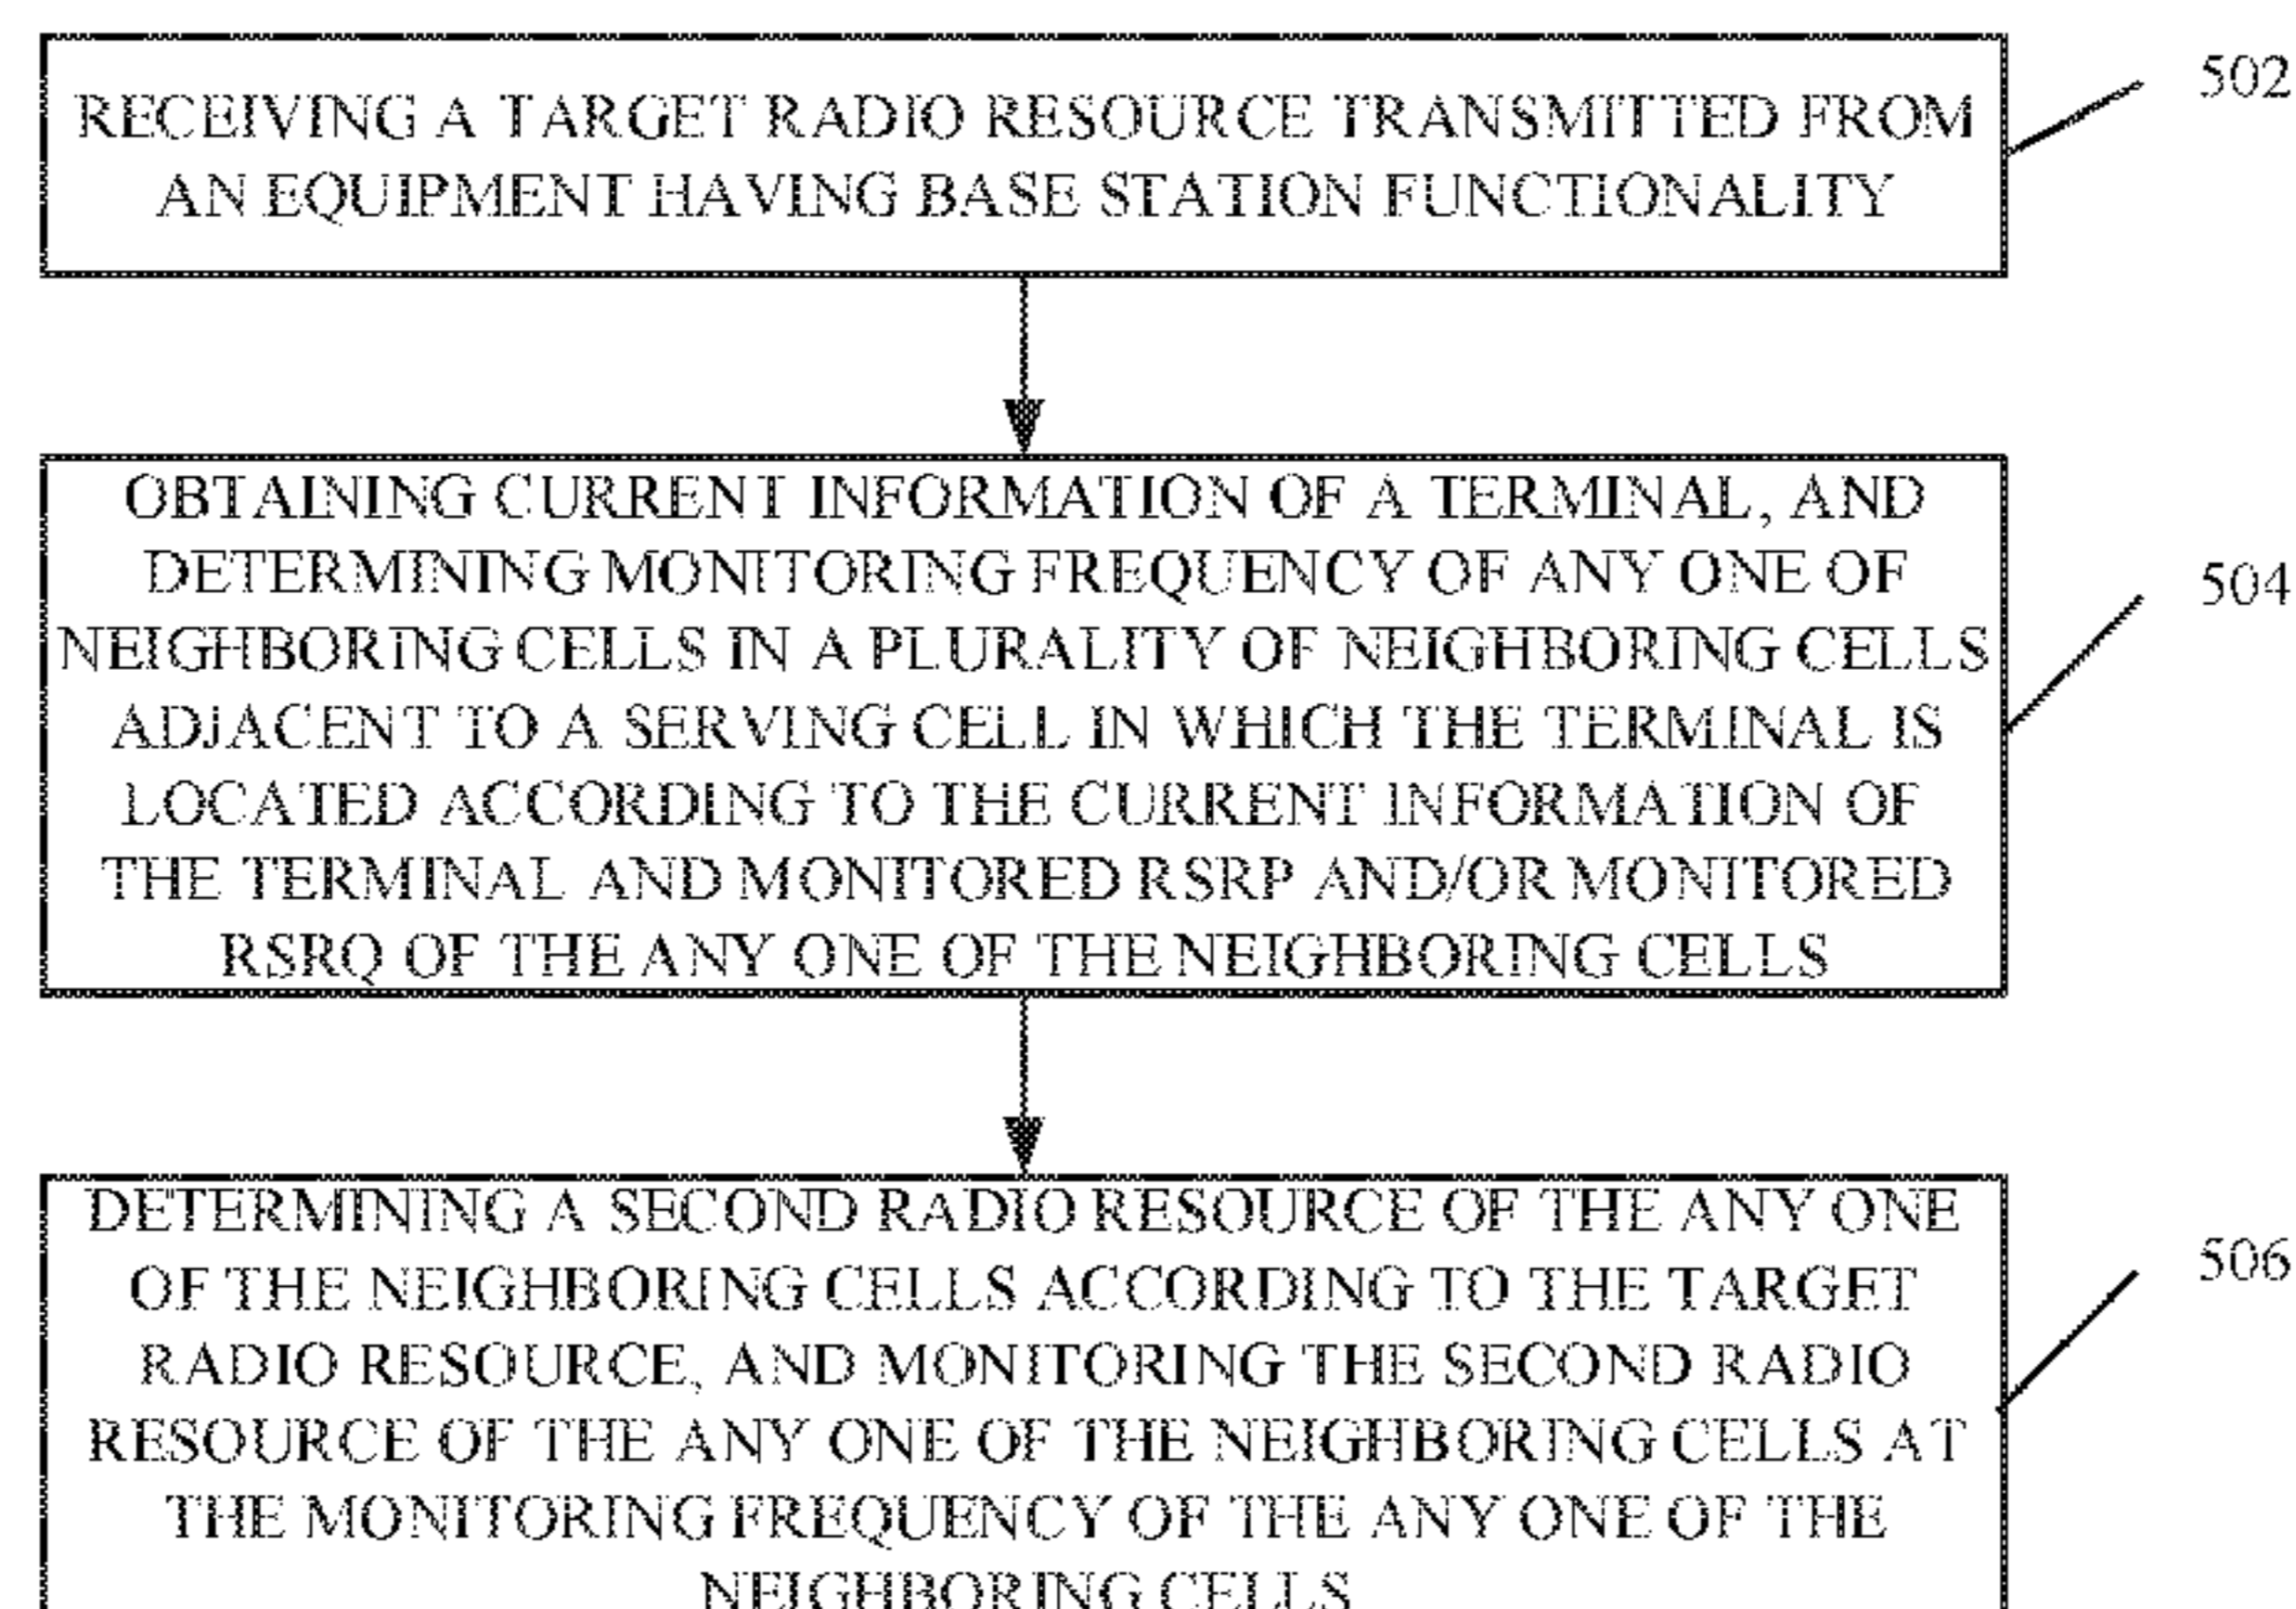 RECEIVING A TARGET RADIO RESOURCE TRANSMITTED FROM
AN EQUIPMENT HAVING BASE STATION FUNCTIONALITY
502
OBTAINING CURRENT INFORMATION OF A TERMINAL, AND
DETERMINING MONITORING FREQUENCY OF ANY ONE OF
NEIGHBORING CELLS IN A PLURALITY OF NEIGHBORING CELLS
ADJACENT TO A SERVING CELL IN WHICH THE TERMINAL IS
LOCATED ACCORDING TO THE CURRENT INFORMATION OF
THE TERMINAL AND MONITORED RSRP AND/OR MONITORED
RSRQ OF THE ANY ONE OF THE NEIGHBORING CELLS
504
DETERMINING A SECOND RADIO RESOURCE OF THE ANY ONE
OF THE NEIGHBORING CELLS ACCORDING TO THE TARGET
RADIO RESOURCE, AND MONITORING THE SECOND RADIO
RESOURCE OF THE ANY ONE OF THE NEIGHBORING CELLS AT
THE MONITORING FREQUENCY OF THE ANY ONE OF THE
NEIGHBORING CELLS
506